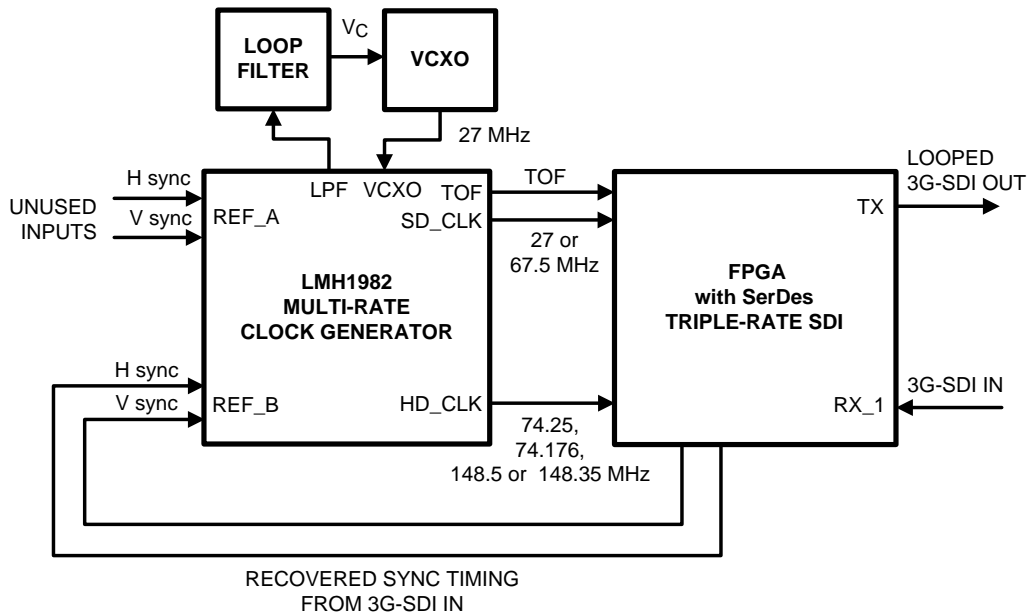 LOOP
FILTER
VC
VCXO
27 MHz
H sync
UNUSED
INPUTS
V sync
REF_A
LPF
VCXO
TOF
SD_CLK
LMH1982
MULTI-RATE
CLOCK GENERATOR
H sync
V sync
REF_B
HD_CLK
TOF
27 or
67.5 MHz
74.25,
74.176,
148.5 or 148.35 MHz
FPGA
with SerDes
TRIPLE-RATE SDI
TX
RX_1
LOOPED
3G-SDI OUT
3G-SDI IN
RECOVERED SYNC TIMING
FROM 3G-SDI IN